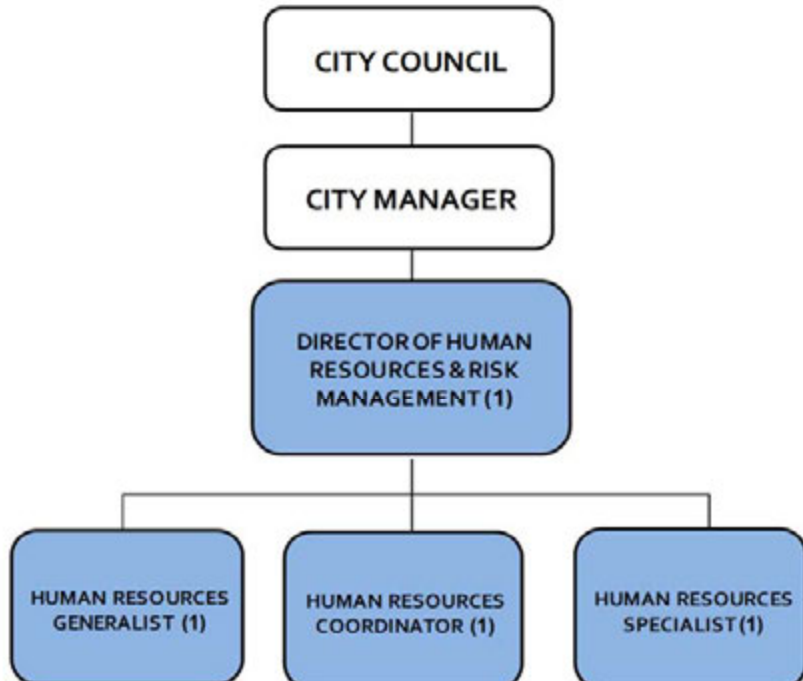 CITY COUNCIL
CITY MANAGER
DIRECTOR OF HUMAN
RESOURCES & RISK
MANAGEMENT (1)
HUMAN RESOURCES
GENERALIST (1)
HUMAN RESOURCES
COORDINATOR (1)
HUMAN RESOURCES
SPECIALIST (1)